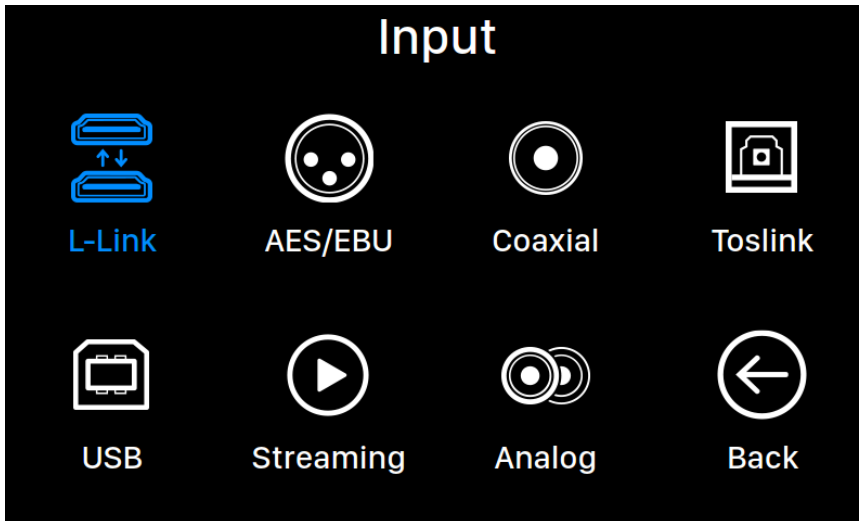 Input
L-Link AES/EBU Coaxial Toslink
USB Streaming Analog Back